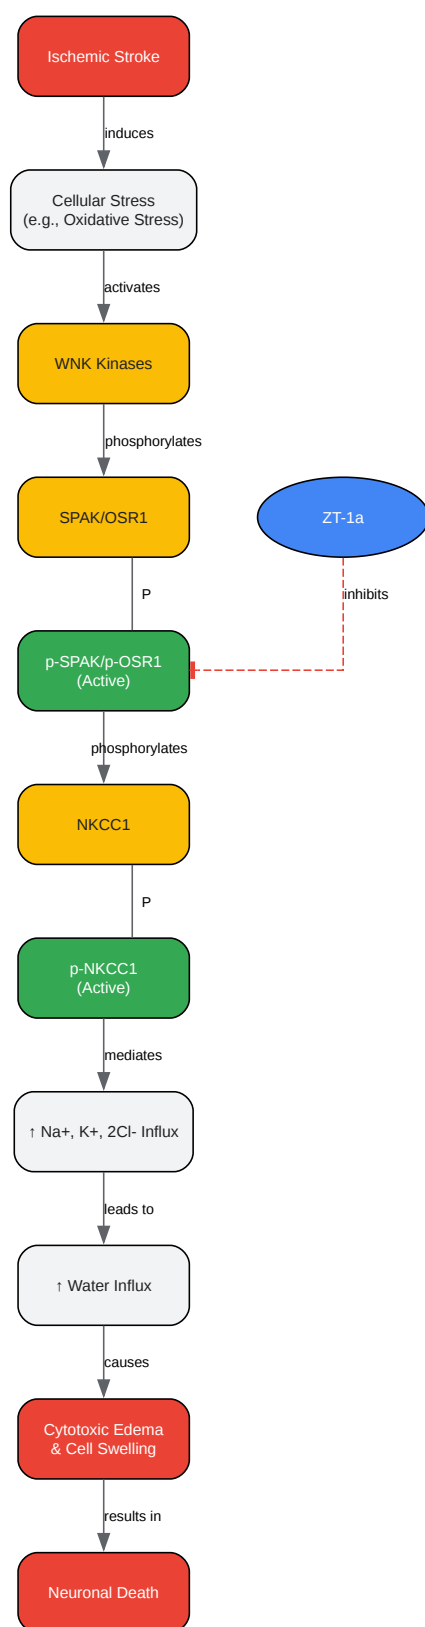 Ischemic Stroke
induces
Cellular Stress
(e.g., Oxidative Stress)
activates
WNK Kinases
phosphorylates
SPAK/OSR1
ZT-1a
P
inhibits
p-SPAK/p-OSR1
(Active)
phosphorylates
NKCC1
P
p-NKCC1
(Active)
mediates
↑ Na+, K+, 2Cl- Influx
leads to
↑ Water Influx
causes
Cytotoxic Edema
& Cell Swelling
results in
Neuronal Death